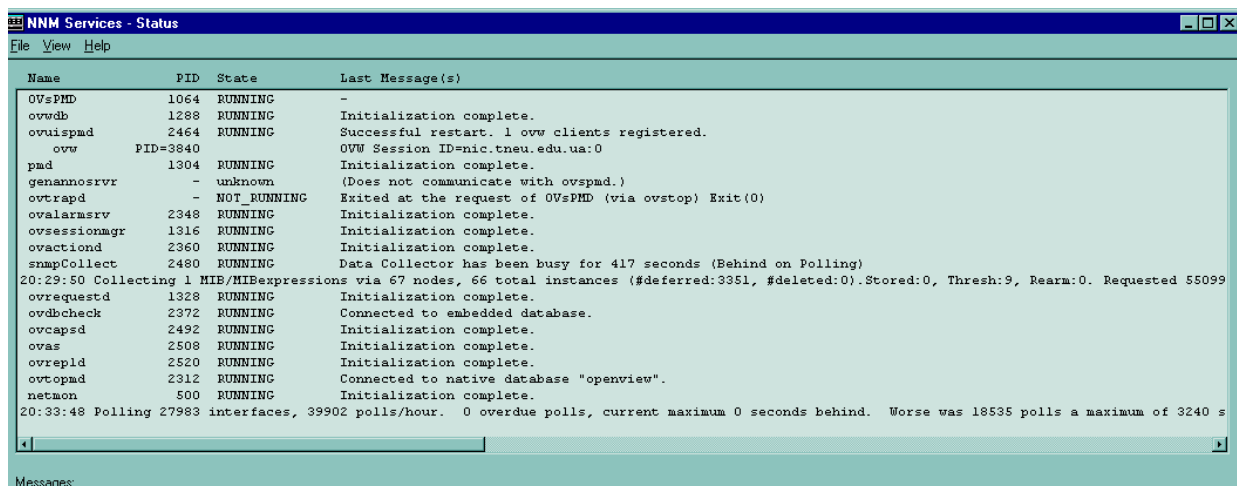 NNM Services - Status
File View Help
Name PID State Last Message(s)
OVsPMD 1064 RUNNING -
ovwdb 1288 RUNNING Initialization complete.
ovuispmd 2464 RUNNING Successful restart. 1 ovw clients registered.
ovw PID=3840 OVW Session ID=nic.tneu.edu.ua:0
pmd 1304 RUNNING Initialization complete.
genannosrvr - unknown (Does not communicate with ovspmd.)
ovtrapd - NOT_RUNNING Exited at the request of OVsPMD (via ovstop) Exit(0)
ovalarmsrv 2348 RUNNING Initialization complete.
ovsessionmgr 1316 RUNNING Initialization complete.
ovactiond 2360 RUNNING Initialization complete.
snmpCollect 2480 RUNNING Data Collector has been busy for 417 seconds (Behind on Polling)
20:29:50 Collecting 1 MIB/MIBexpressions via 67 nodes, 66 total instances (#deferred:3351, #deleted:0).Stored:0, Thresh:9, Rearm:0. Requested 55099
ovrequestd 1328 RUNNING Initialization complete.
ovdbcheck 2372 RUNNING Connected to embedded database.
ovcapsd 2492 RUNNING Initialization complete.
ovas 2508 RUNNING Initialization complete.
ovrepld 2520 RUNNING Initialization complete.
ovtopmd 2312 RUNNING Connected to native database "openview".
netmon 500 RUNNING Initialization complete.
20:33:48 Polling 27983 interfaces, 39902 polls/hour. 0 overdue polls, current maximum 0 seconds behind. Worse was 18535 polls a maximum of 3240 s
Messages: